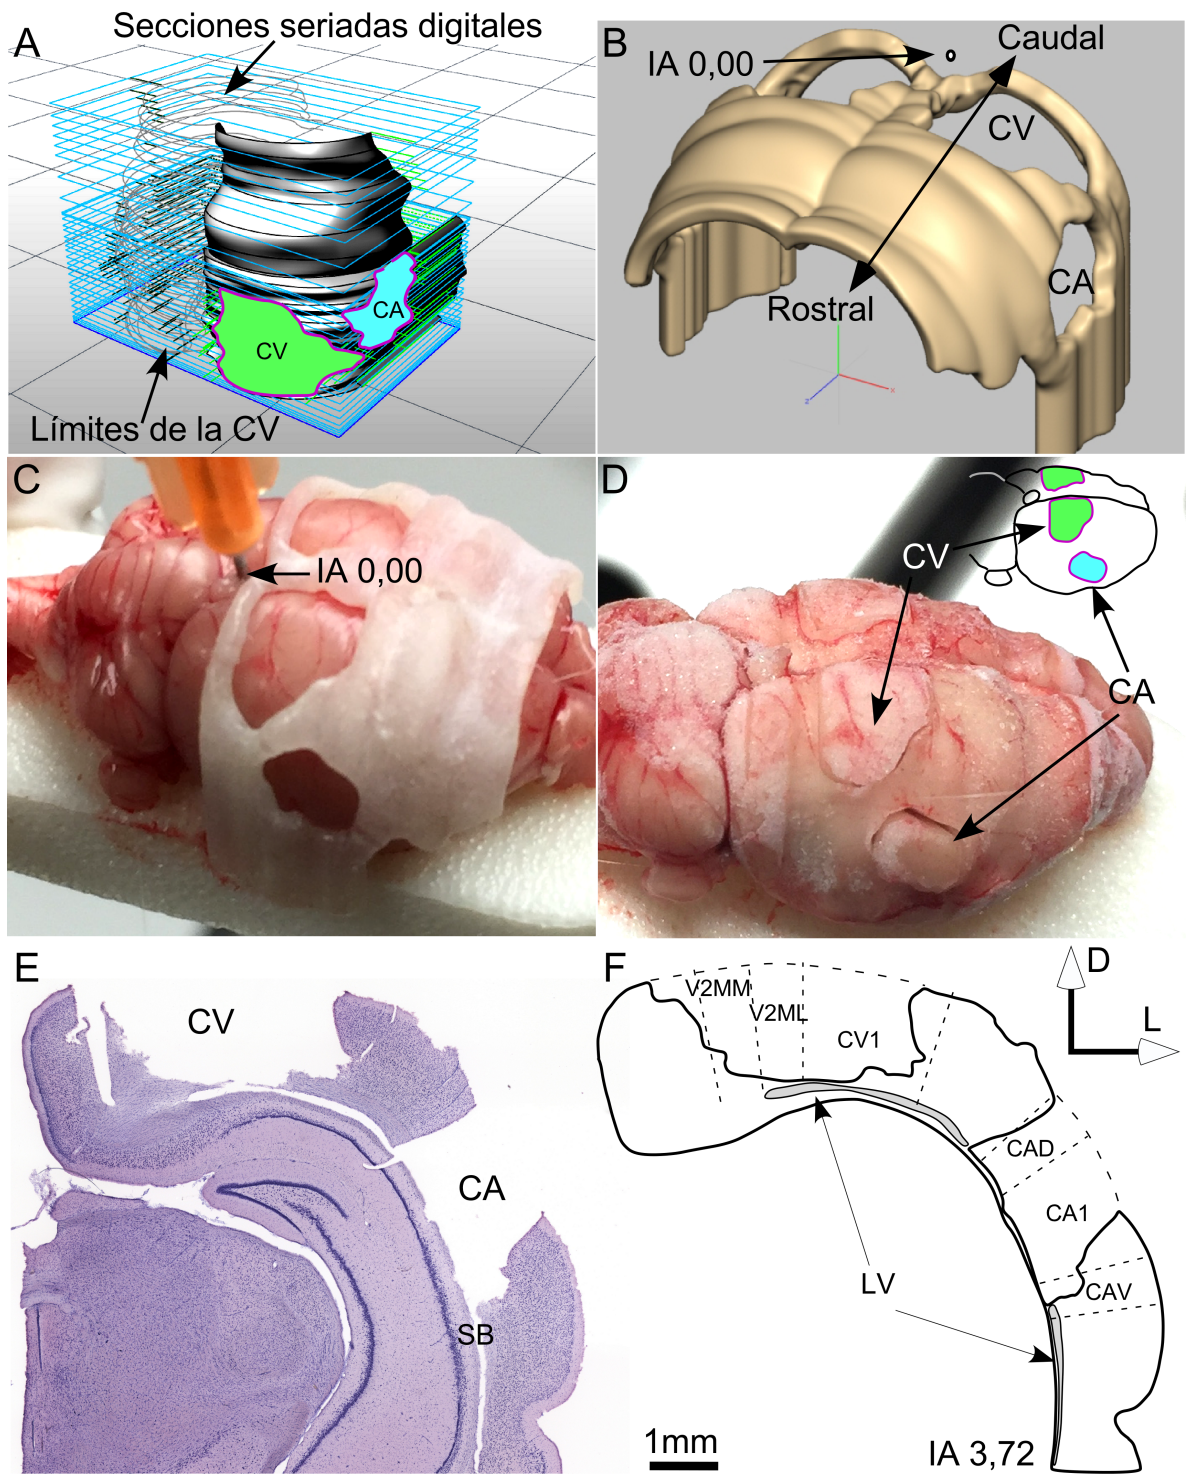 A
Secciones seriadas digitales
CV
CA
Límites de la CV
B
IA 0,00
Caudal
CV
CA
Rostral
x
z
C
IA 0,00
D
CV
CA
E
CV
CA
SB
F
D
L
V2MM
V2ML
CV1
CAD
CA1
CAV
LV
1mm
IA 3,72